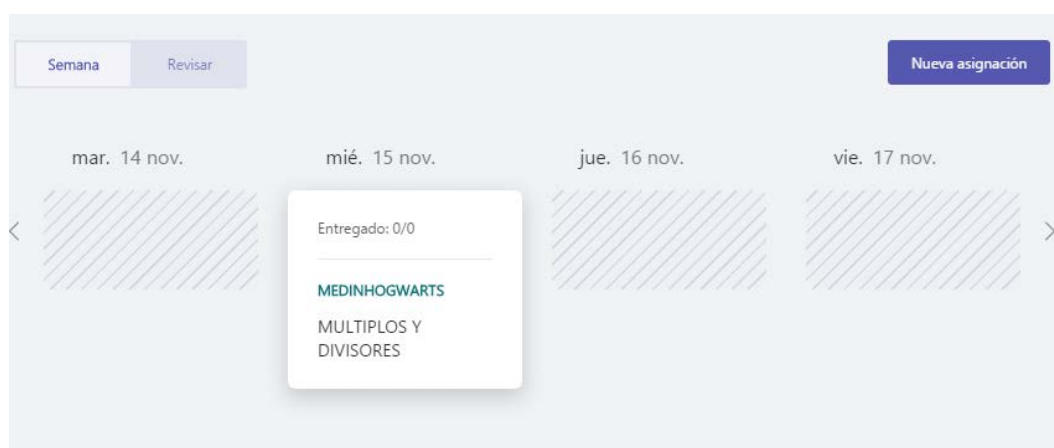 Semana
Revisar
Nueva asignación
mar. 14 nov.
mié. 15 nov.
jue. 16 nov.
vie. 17 nov.
Entregado: 0/0
MEDINHOGWARTS
MULTIPLOS Y
DIVISORES